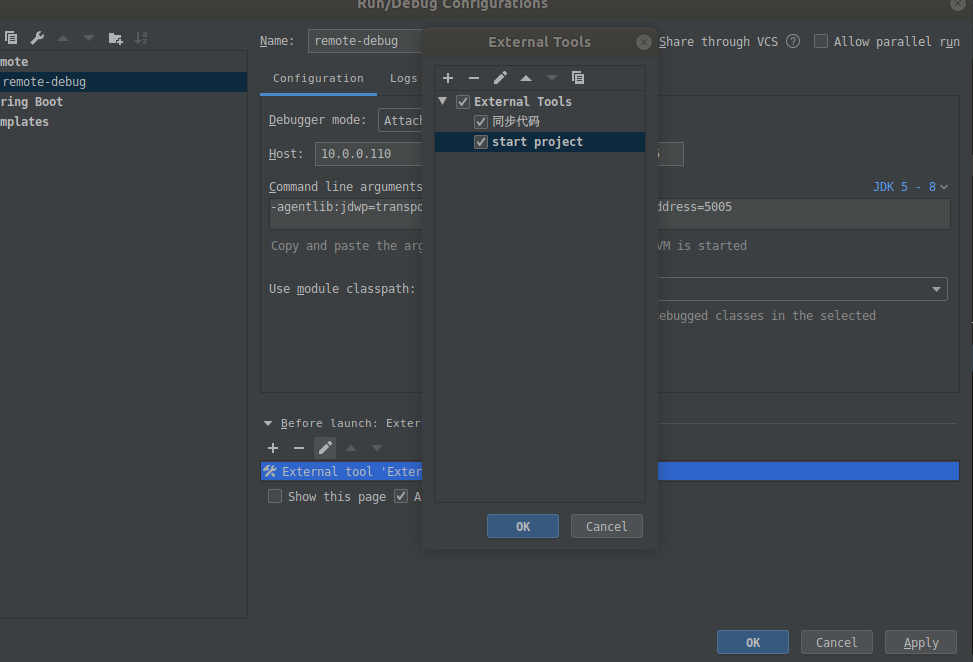 Run/Debug Configurations
Name: remote-debug
Share through VCS
Allow parallel run
mote
remote-debug
ring Boot
mplates
Configuration
Logs
Debugger mode: Attach
Host: 10.0.0.110
Command line arguments
JDK 5 - 8
-agentlib:jdwp=transpo
ddress=5005
Copy and paste the arg
VM is started
Use module classpath:
ebugged classes in the selected
Before launch: Exter
External tool 'Exter
Show this page
A
OK
Cancel
Apply
External Tools
External Tools
同步代码
start project
OK
Cancel